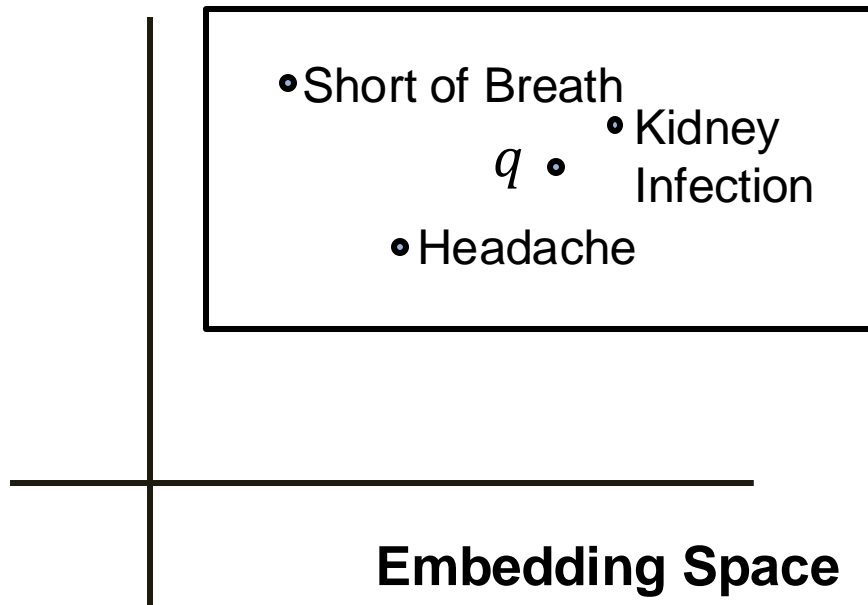 Short of Breath
Kidney
Infection
q
Headache
Embedding Space